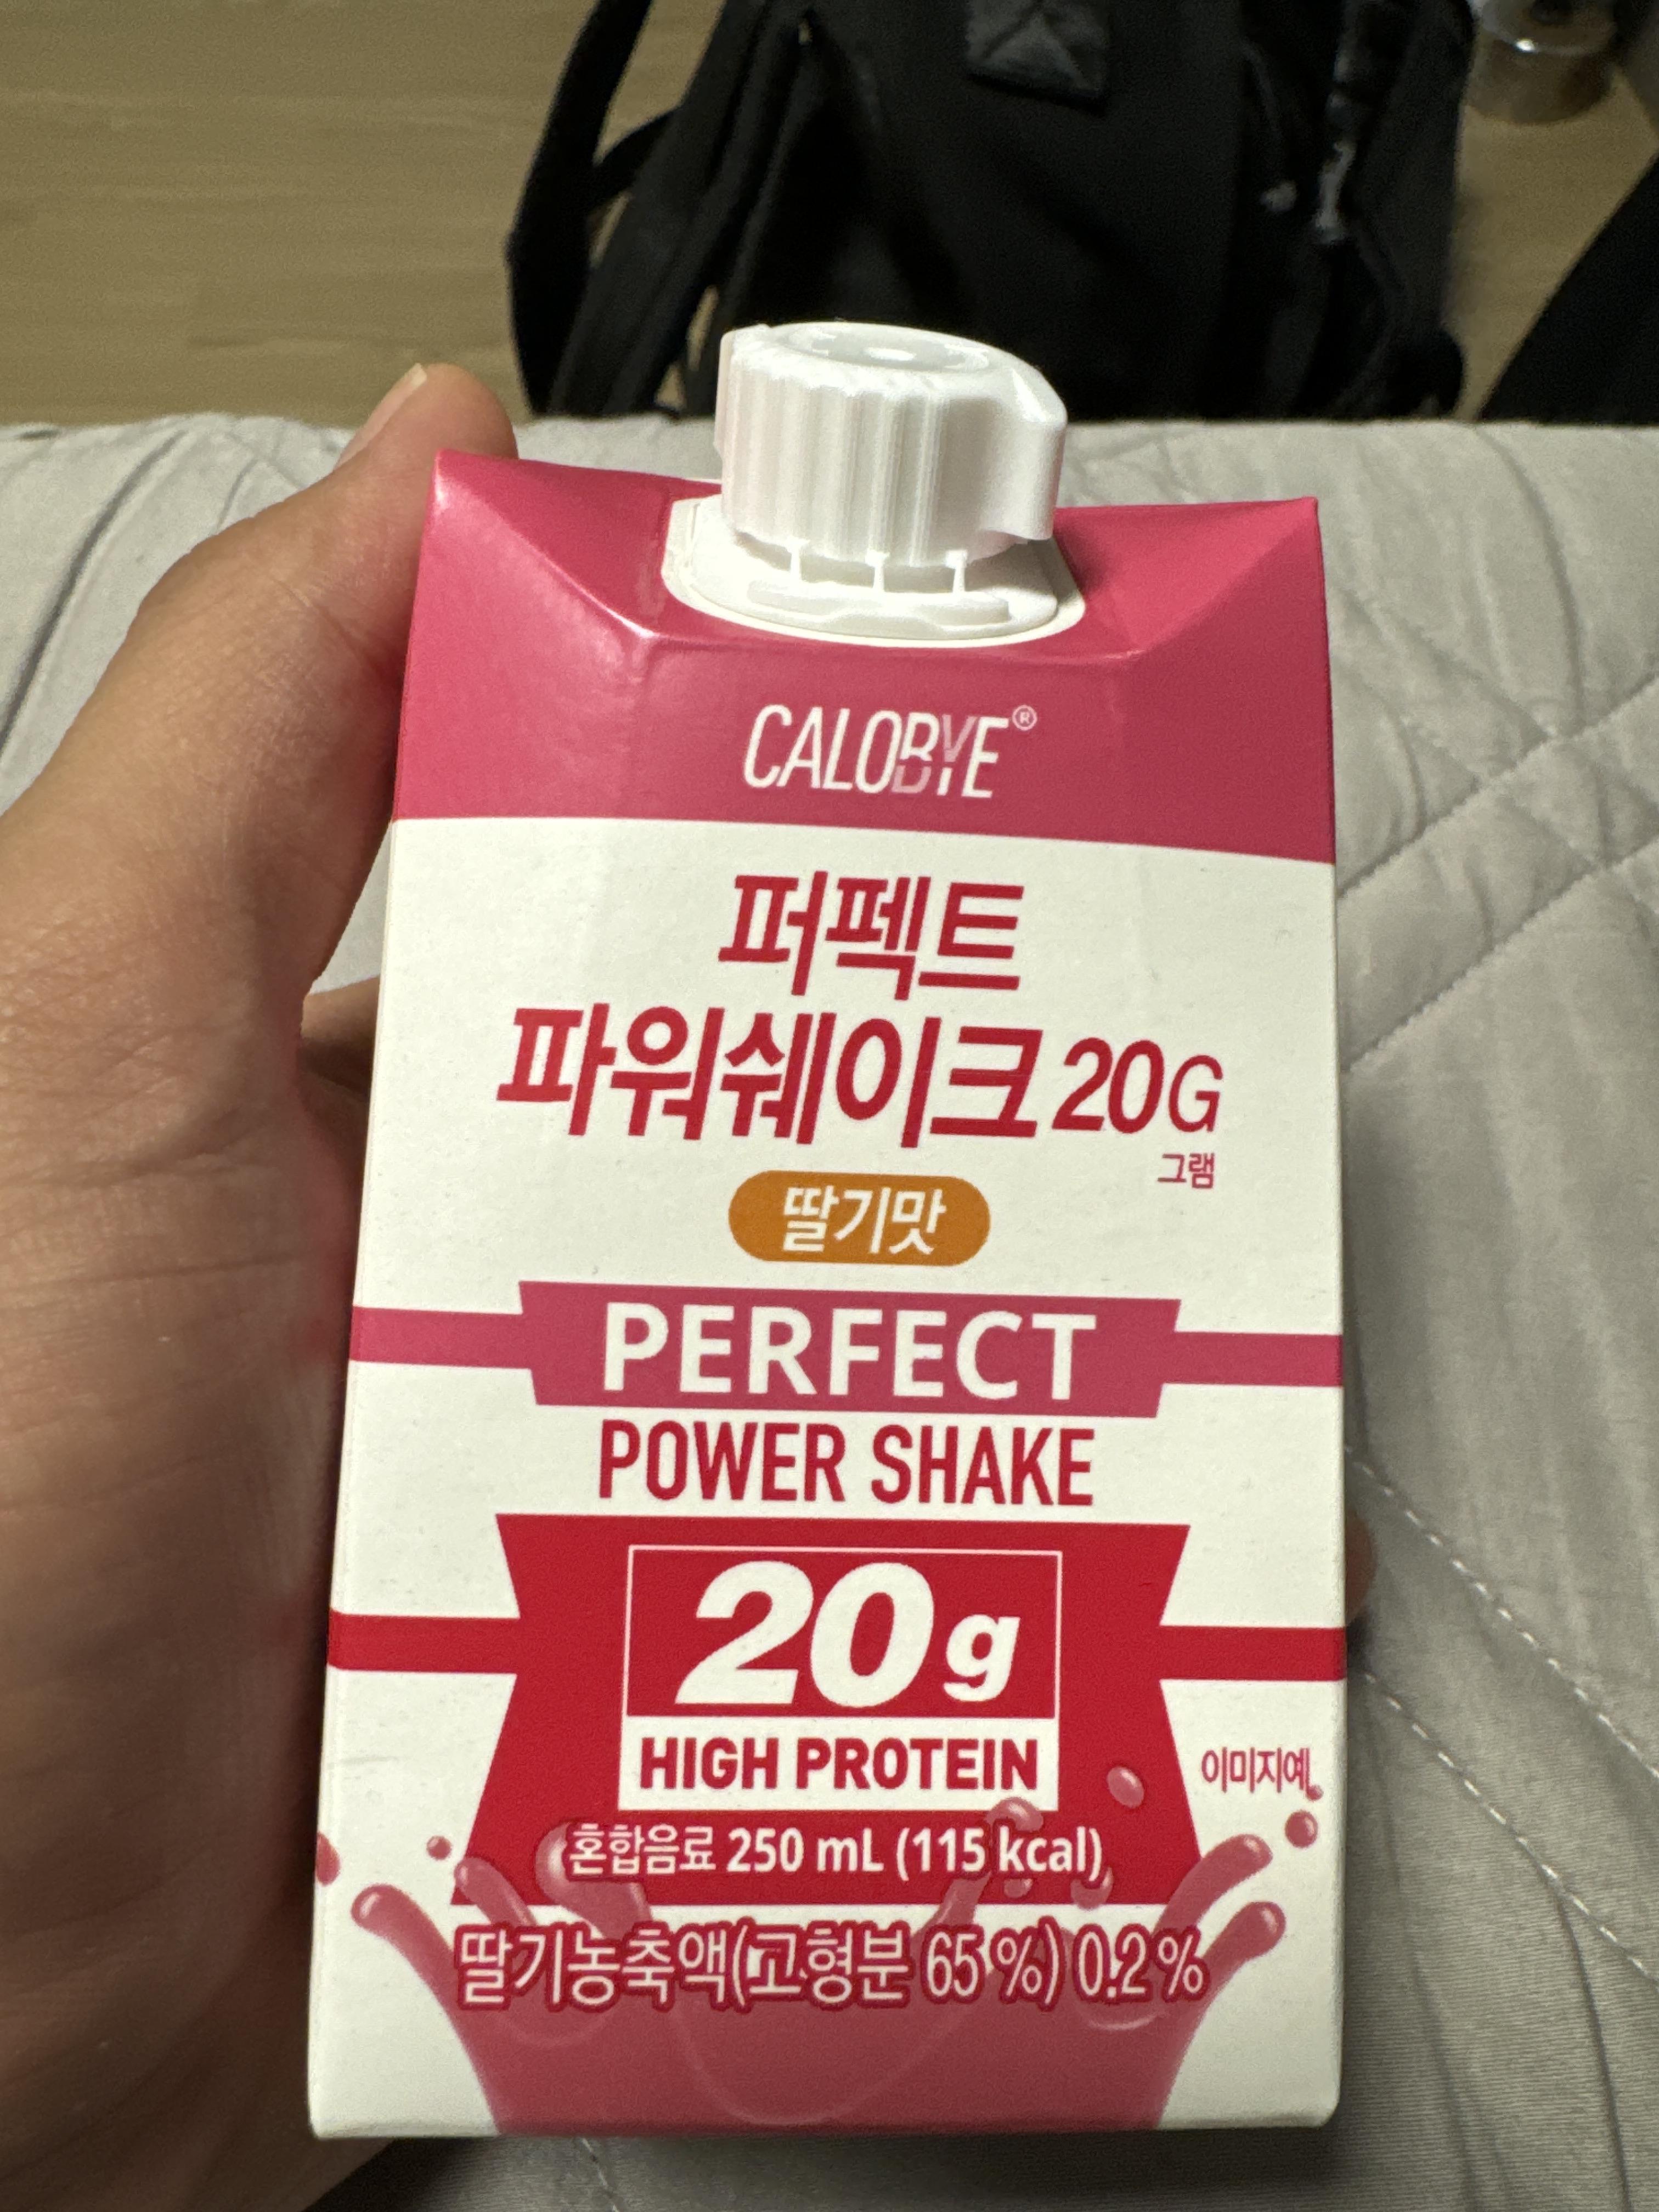 CALOBYE®
퍼펙트
파워쉐이크 20G
그램
딸기맛
PERFECT
POWER SHAKE
20g
HIGH PROTEIN
이미지예
혼합음료 250 mL (115 kcal)
딸기농축액(고형분 65 %) 0.2 %